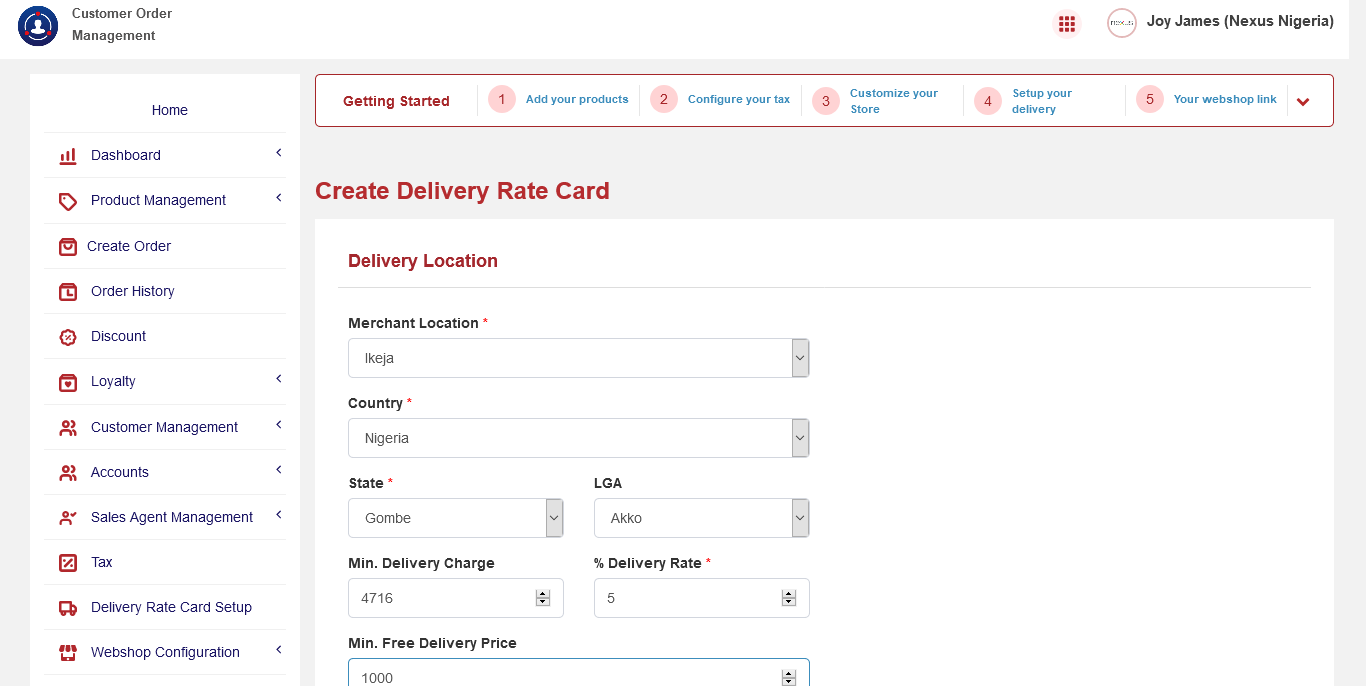 Customer Order
Management
nexus
Joy James (Nexus Nigeria)
Home
Dashboard
Product Management
Create Order
Order History
Discount
Loyalty
Customer Management
Accounts
Sales Agent Management
Tax
Delivery Rate Card Setup
Webshop Configuration
Getting Started
1 Add your products
2 Configure your tax
3 Customize your
Store
4 Setup your
delivery
5 Your webshop link
Create Delivery Rate Card
Delivery Location
Merchant Location *
Ikeja
Country *
Nigeria
State * LGA
Gombe Akko
Min. Delivery Charge % Delivery Rate *
4716 5
Min. Free Delivery Price
1000